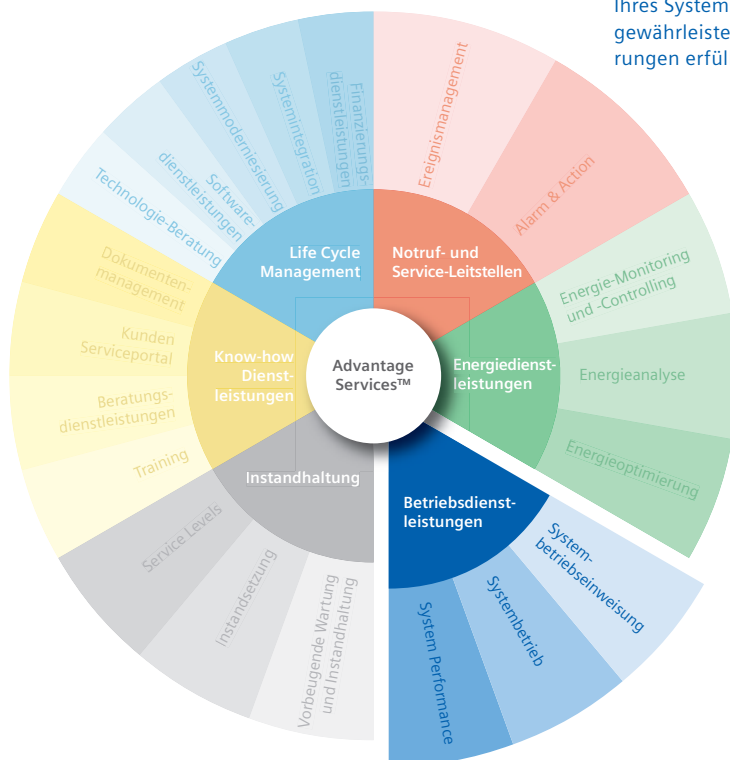 Ihres System
gewährleiste
rungen erfül
Finanzierungs-
dienstleistungen
Systemintegration
Systemmoderniesierung
Software-
dienstleistungen
Technologie-Beratung
Life Cycle
Management
Ereignismanagement
Alarm & Action
Notruf- und
Service-Leitstellen
Dokumenten-
management
Kunden
Serviceportal
Beratungs-
dienstleistungen
Training
Know-how
Dienst-
leistungen
Advantage
Services™
Energiedienst-
leistungen
Energie-Monitoring
und -Controlling
Energieanalyse
Energieoptimierung
Instandhaltung
Service Levels
Instandsetzung
Vorbeugende Wartung
und Instandhaltung
Betriebsdienst-
leistungen
System-
betriebseinweisung
Systembetrieb
System Performance